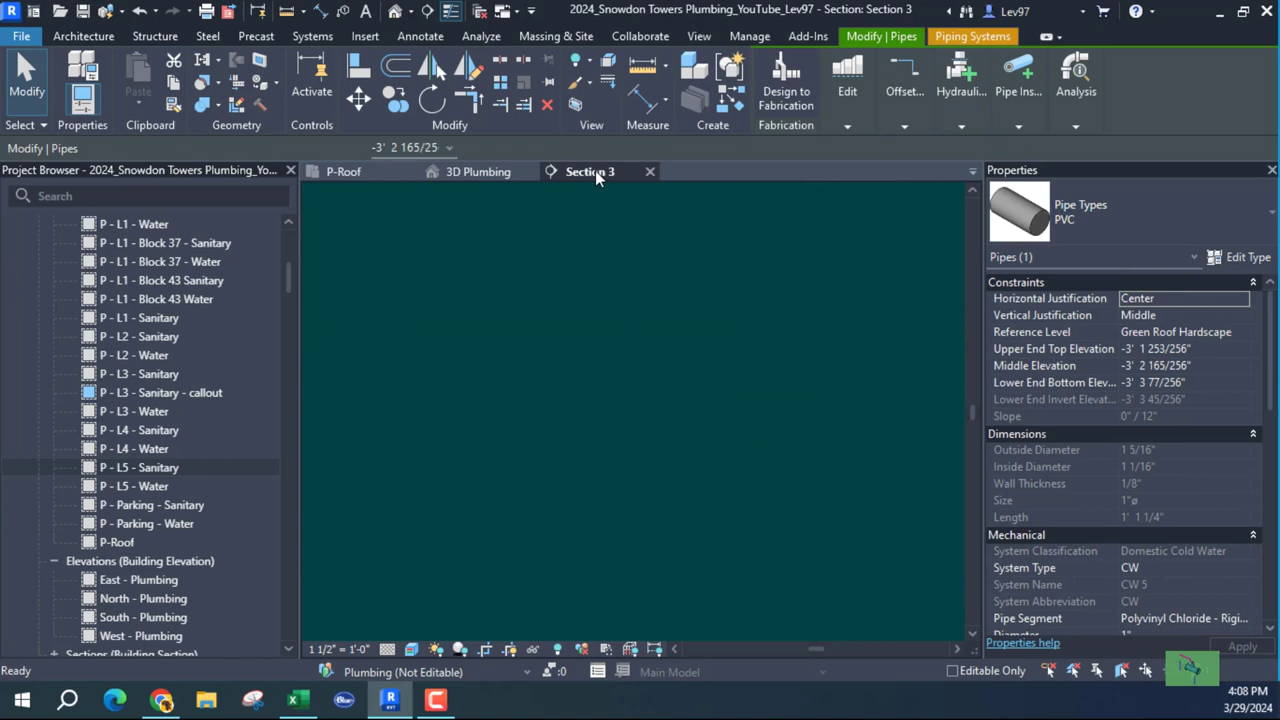 2024_Snowdon Towers Plumbing_YouTube_Lev97 - Section: Section 3
Lev97
File
Architecture
Structure
Steel
Precast
Systems
Insert
Annotate
Analyze
Massing & Site
Collaborate
View
Manage
Add-Ins
Modify | Pipes
Piping Systems
Modify
Properties
Paste
Activate
Design to Fabrication
Edit
Offset...
Hydrauli...
Pipe Ins...
Analysis
Select
Properties
Clipboard
Geometry
Controls
Modify
View
Measure
Create
Fabrication
Modify | Pipes
-3' 2 165/25
Project Browser - 2024_Snowdon Towers Plumbing_Y...
P-Roof
3D Plumbing
Section 3
Properties
Search
P - L1 - Water
P - L1 - Block 37 - Sanitary
P - L1 - Block 37 - Water
P - L1 - Block 43 Sanitary
P - L1 - Block 43 Water
P - L1 - Sanitary
P - L2 - Sanitary
P - L2 - Water
P - L3 - Sanitary
P - L3 - Sanitary - callout
P - L3 - Water
P - L4 - Sanitary
P - L4 - Water
P - L5 - Sanitary
P - L5 - Water
P - Parking - Sanitary
P - Parking - Water
P-Roof
Elevations (Building Elevation)
East - Plumbing
North - Plumbing
South - Plumbing
West - Plumbing
Sections (Building Section)
Pipe Types
PVC
Pipes (1)
Edit Type
Constraints
Horizontal Justification Center
Vertical Justification Middle
Reference Level Green Roof Hardscape
Upper End Top Elevation -3' 1 253/256"
Middle Elevation -3' 2 165/256"
Lower End Bottom Elev... -3' 3 77/256"
Lower End Invert Elevat... -3' 3 45/256"
Slope 0" / 12"
Dimensions
Outside Diameter 1 5/16"
Inside Diameter 1 1/16"
Wall Thickness 1/8"
Size 1"ø
Length 1' 1 1/4"
Mechanical
System Classification Domestic Cold Water
System Type CW
System Name CW 5
System Abbreviation CW
Pipe Segment Polyvinyl Chloride - Rigi...
Diameter 1"
Properties help
Apply
1 1/2" = 1'-0"
Ready
Plumbing (Not Editable)
:0
Main Model
Editable Only
4:08 PM
3/29/2024